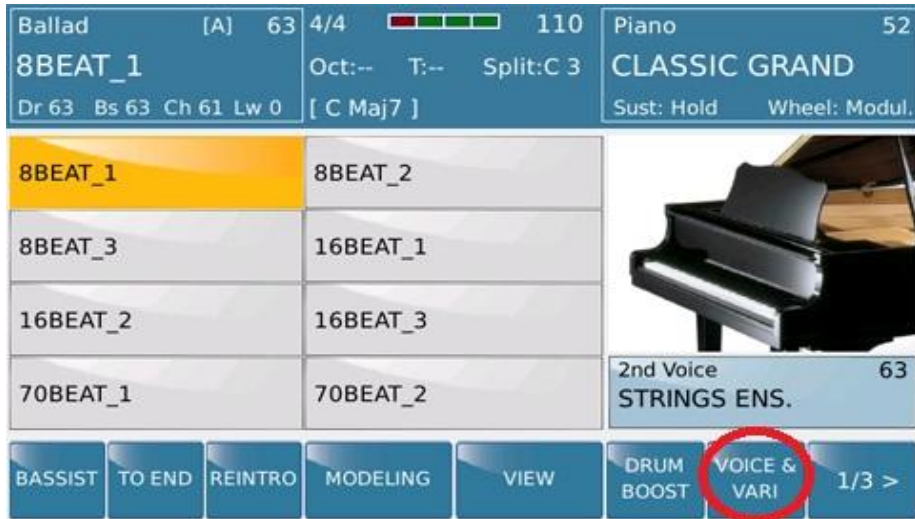 Ballad [A] 63
8BEAT_1
Dr 63 Bs 63 Ch 61 Lw 0
4/4 110
Oct:-- T:-- Split:C 3
[ C Maj7 ]
Piano 52
CLASSIC GRAND
Sust: Hold Wheel: Modul.
8BEAT_1
8BEAT_2
8BEAT_3
16BEAT_1
16BEAT_2
16BEAT_3
70BEAT_1
70BEAT_2
2nd Voice 63
STRINGS ENS.
BASSIST
TO END
REINTRO
MODELING
VIEW
DRUM
BOOST
VOICE &
VARI
1/3 >